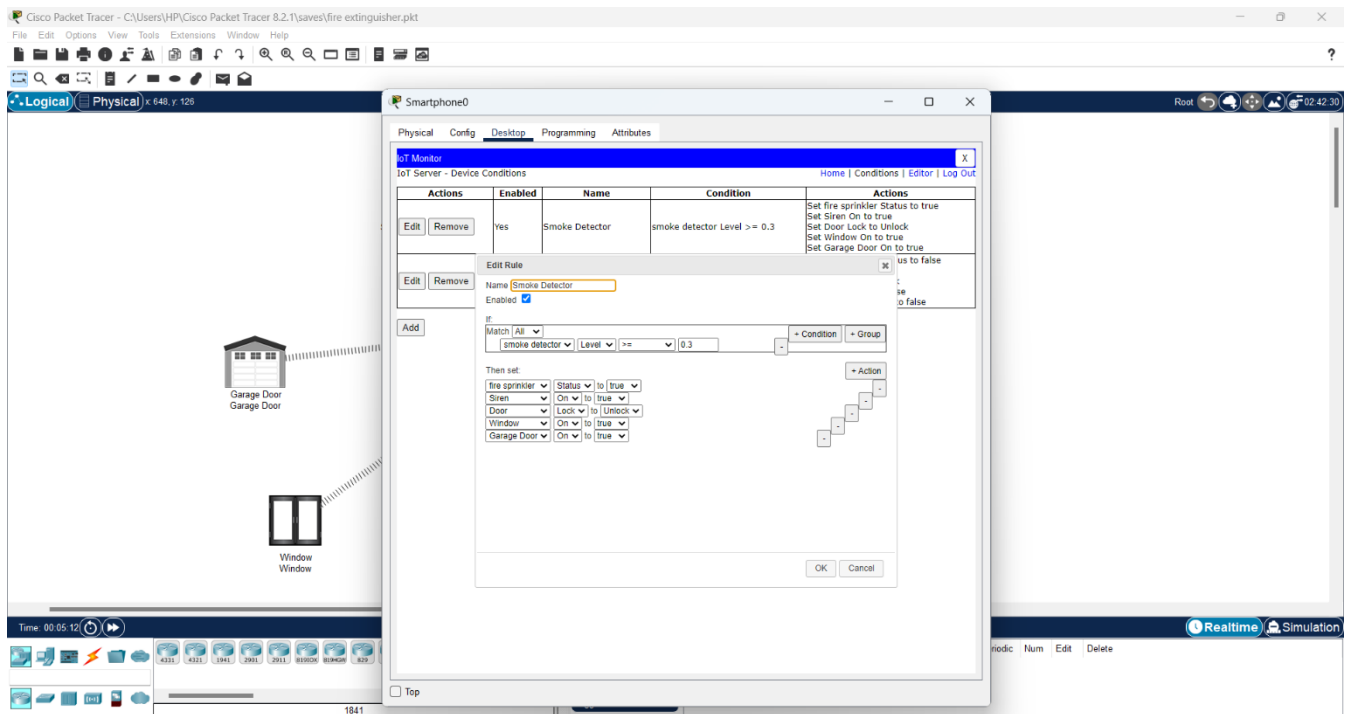 Cisco Packet Tracer - C:\Users\HP\Cisco Packet Tracer 8.2.1\saves\fire extinguisher.pkt
File Edit Options View Tools Extensions Window Help
?
Logical Physical x: 648, y: 126
Root 02:42:30
Smartphone0
Physical Config Desktop Programming Attributes
IoT Monitor X
IoT Server - Device Conditions Home | Conditions | Editor | Log Out
Actions Enabled Name Condition Actions
Edit Remove Yes Smoke Detector smoke detector Level >= 0.3
Set fire sprinkler Status to true
Set Siren On to true
Set Door Lock to Unlock
Set Window On to true
Set Garage Door On to true
Edit Remove
us to false
se
o false
Add
Edit Rule
Name Smoke Detector
Enabled
If:
Match All + Condition + Group
smoke detector Level >= 0.3 -
Then set: + Action
fire sprinkler Status to true -
Siren On to true -
Door Lock to Unlock -
Window On to true -
Garage Door On to true -
OK Cancel
Top
Garage Door
Garage Door
Window
Window
Time: 00:05:12
Realtime Simulation
4331 4321 1941 2901 2911 819IOX 819HGW 829
riodic Num Edit Delete
1841